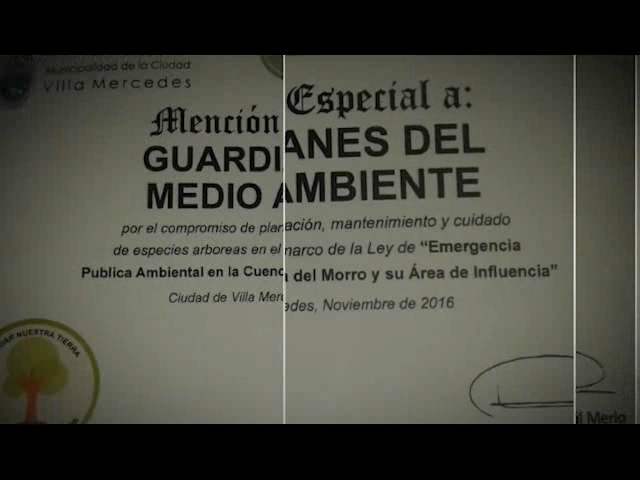 Municipalidad de la Ciudad
Villa Mercedes
Mención Especial a:
GUARDIANES DEL
MEDIO AMBIENTE
por el compromiso de plantación, mantenimiento y cuidado
de especies arboreas en el marco de la Ley de “Emergencia
Publica Ambiental en la Cuenca del Morro y su Área de Influencia”
Ciudad de Villa Mercedes, Noviembre de 2016
DAR NUESTRA TIERRA
Merlo